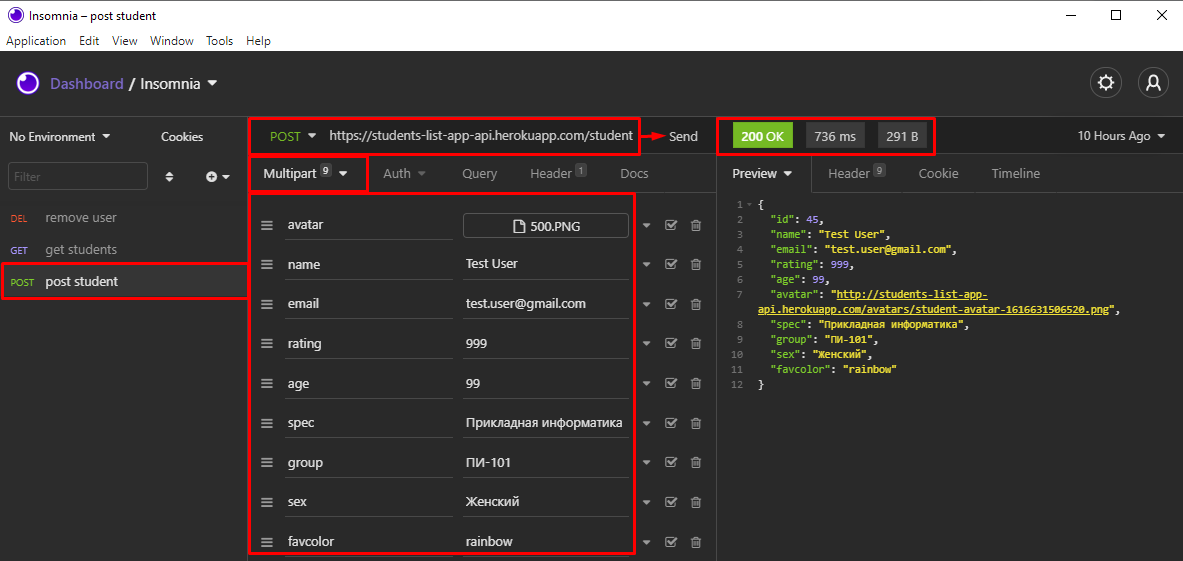 Insomnia – post student
Application Edit View Window Tools Help
Dashboard / Insomnia
No Environment Cookies
Filter
DEL remove user
GET get students
POST post student
POST https://students-list-app-api.herokuapp.com/student Send
Multipart 9 Auth Query Header 1 Docs
avatar 500.PNG
name Test User
email test.user@gmail.com
rating 999
age 99
spec Прикладная информатика
group ПИ-101
sex Женский
favcolor rainbow
200 OK 736 ms 291 B 10 Hours Ago
Preview Header 9 Cookie Timeline
1 {
2 "id": 45,
3 "name": "Test User",
4 "email": "test.user@gmail.com",
5 "rating": 999,
6 "age": 99,
7 "avatar": "http://students-list-app-
api.herokuapp.com/avatars/student-avatar-1616631506520.png",
8 "spec": "Прикладная информатика",
9 "group": "ПИ-101",
10 "sex": "Женский",
11 "favcolor": "rainbow"
12 }